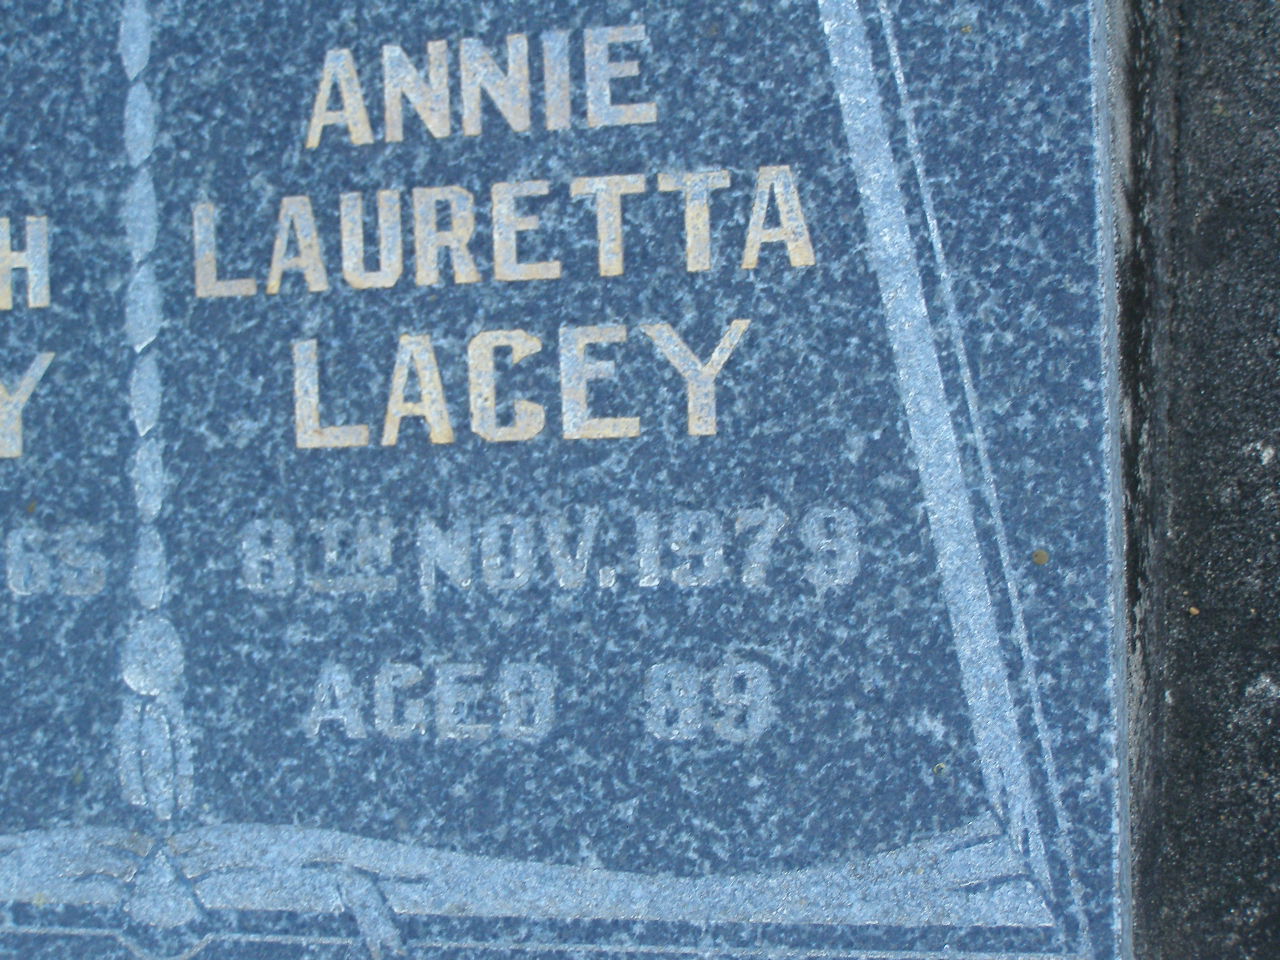 ANNIE
LAURETTA
LACEY
8TH NOV. 1979
AGED 89